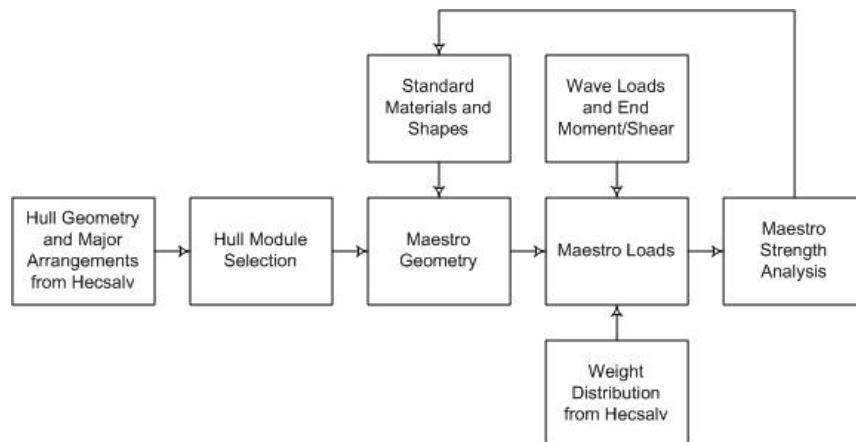 Standard
Materials and
Shapes
Wave Loads
and End
Moment/Shear
Hull Geometry
and Major
Arrangements
from Hecsalv
Hull Module
Selection
Maestro
Geometry
Maestro Loads
Maestro
Strength
Analysis
Weight
Distribution
from Hecsalv